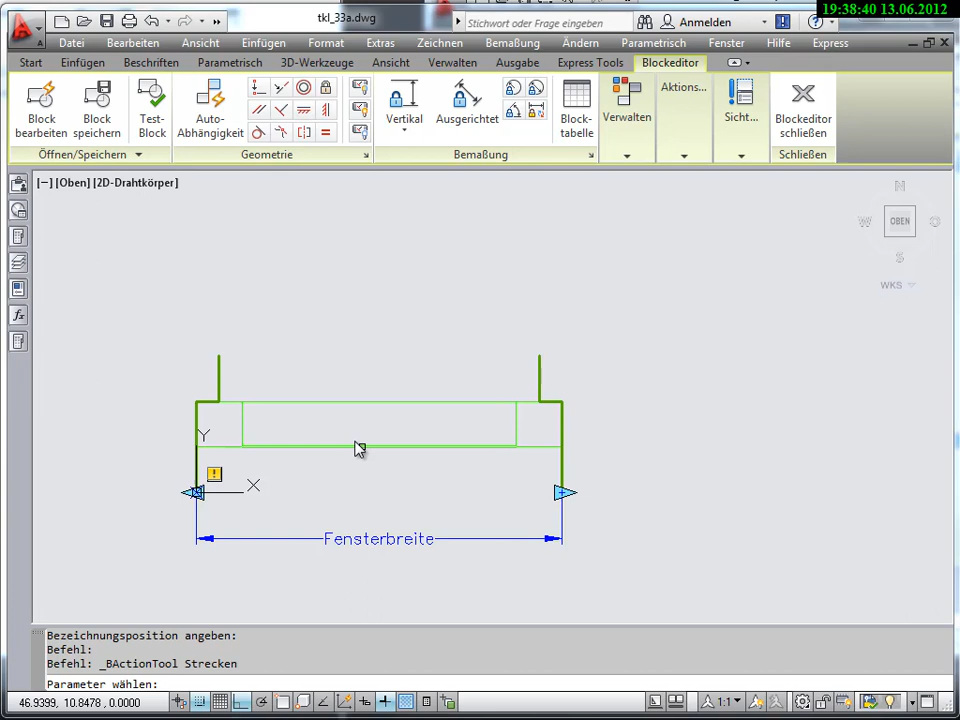 19:38:40 13.06.2012
tkl_33a.dwg
Stichwort oder Frage eingeben
Anmelden
Datei Bearbeiten Ansicht Einfügen Format Extras Zeichnen Bemaßung Ändern Parametrisch Fenster Hilfe Express
Start Einfügen Beschriften Parametrisch 3D-Werkzeuge Ansicht Verwalten Ausgabe Express Tools Blockeditor
Block bearbeiten
Block speichern
Test-Block
Auto-Abhängigkeit
Vertikal
Ausgerichtet
Block-tabelle
Verwalten
Aktions...
Sicht...
Blockeditor schließen
Öffnen/Speichern Geometrie Bemaßung Schließen
[−] [Oben] [2D-Drahtkörper]
N
W OBEN O
S
WKS
Y
X
Fensterbreite
Bezeichnungsposition angeben:
Befehl:
Befehl: _BActionTool Strecken
Parameter wählen:
46.9399, 10.8478, 0.0000
1:1